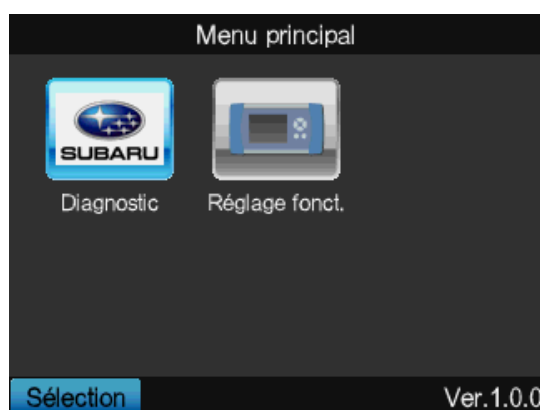 Menu principal
SUBARU
Diagnostic
Réglage fonct.
Sélection
Ver.1.0.0